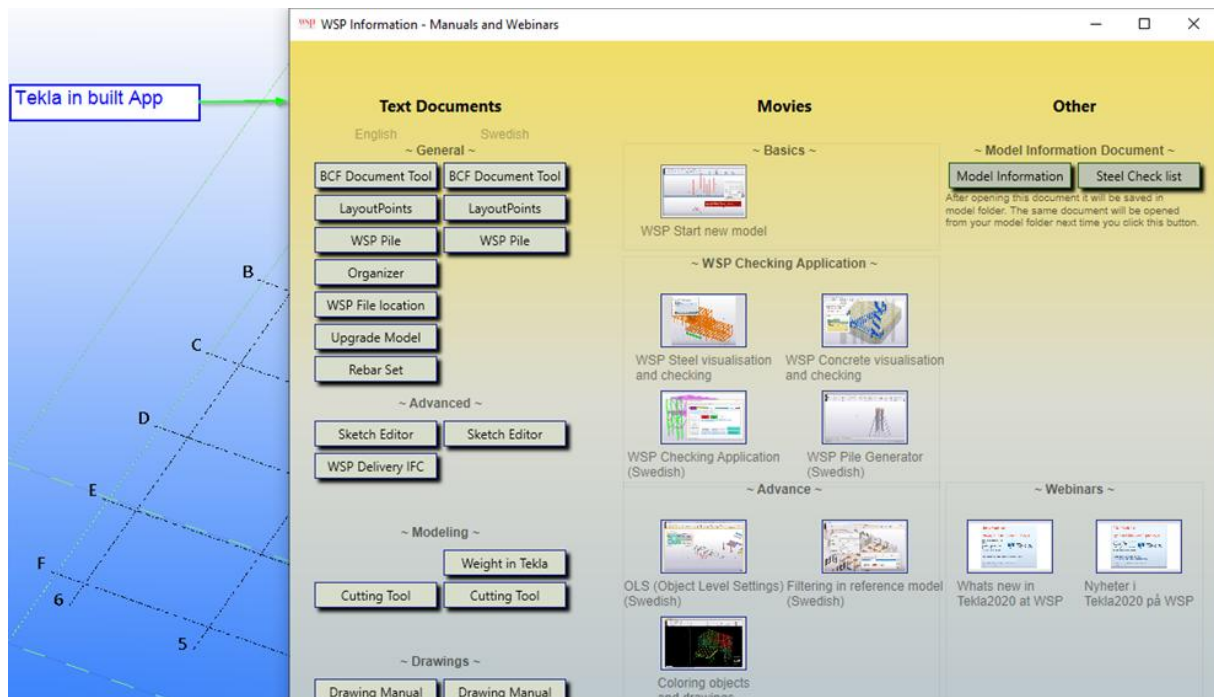 WSP Information - Manuals and Webinars
Tekla in built App
Text Documents
English Swedish
~ General ~
BCF Document Tool BCF Document Tool
LayoutPoints LayoutPoints
WSP Pile WSP Pile
Organizer
WSP File location
Upgrade Model
Rebar Set
~ Advanced ~
Sketch Editor Sketch Editor
WSP Delivery IFC
~ Modeling ~
Weight in Tekla
Cutting Tool Cutting Tool
~ Drawings ~
Drawing Manual Drawing Manual
Movies
~ Basics ~
WSP Start new model
~ WSP Checking Application ~
WSP Steel visualisation
and checking
WSP Concrete visualisation
and checking
WSP Checking Application
(Swedish)
WSP Pile Generator
(Swedish)
~ Advance ~
OLS (Object Level Settings)
(Swedish)
Filtering in reference model
(Swedish)
Coloring objects
and drawings
Other
~ Model Information Document ~
Model Information Steel Check list
After opening this document it will be saved in
model folder. The same document will be opened
from your model folder next time you click this button.
~ Webinars ~
Whats new in
Tekla2020 at WSP
Nyheter i
Tekla2020 på WSP
B
C
D
E
F
6
5